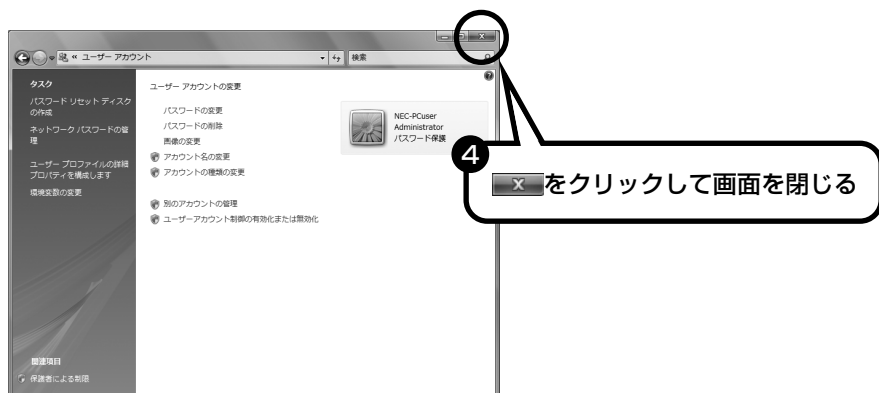 « ユーザー アカウント
検索
タスク
パスワード リセット ディスク
の作成
ネットワーク パスワードの管
理
ユーザー プロファイルの詳細
プロパティを構成します
環境変数の変更
関連項目
保護者による制限
ユーザー アカウントの変更
パスワードの変更
パスワードの削除
画像の変更
アカウント名の変更
アカウントの種類の変更
別のアカウントの管理
ユーザーアカウント制御の有効化または無効化
NEC-PCuser
Administrator
パスワード保護
4
xをクリックして画面を閉じる